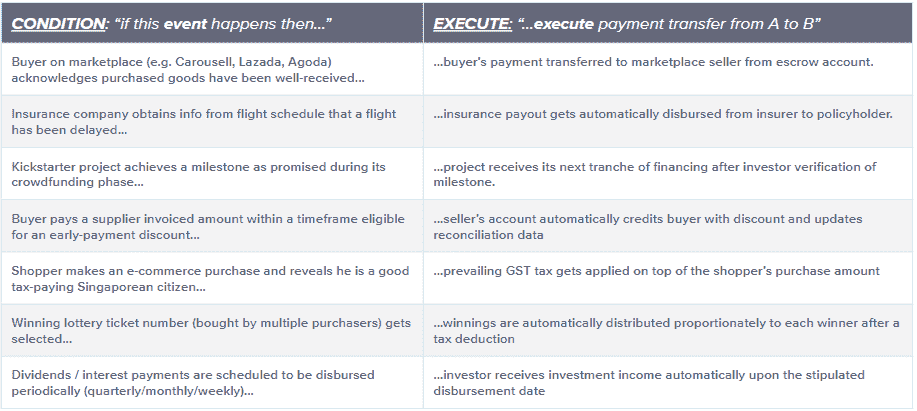 CONDITION: “if this event happens then...”
EXECUTE: “...execute payment transfer from A to B”
Buyer on marketplace (e.g. Carousell, Lazada, Agoda)
acknowledges purchased goods have been well-received...
...buyer's payment transferred to marketplace seller from escrow account.
Insurance company obtains info from flight schedule that a flight
has been delayed...
...insurance payout gets automatically disbursed from insurer to policyholder.
Kickstarter project achieves a milestone as promised during its
crowdfunding phase...
...project receives its next tranche of financing after investor verification of
milestone.
Buyer pays a supplier invoiced amount within a timeframe eligible
for an early-payment discount...
...seller's account automatically credits buyer with discount and updates
reconciliation data
Shopper makes an e-commerce purchase and reveals he is a good
tax-paying Singaporean citizen...
...prevailing GST tax gets applied on top of the shopper's purchase amount
Winning lottery ticket number (bought by multiple purchasers) gets
selected...
...winnings are automatically distributed proportionately to each winner after a
tax deduction
Dividends / interest payments are scheduled to be disbursed
periodically (quarterly/monthly/weekly)...
...investor receives investment income automatically upon the stipulated
disbursement date